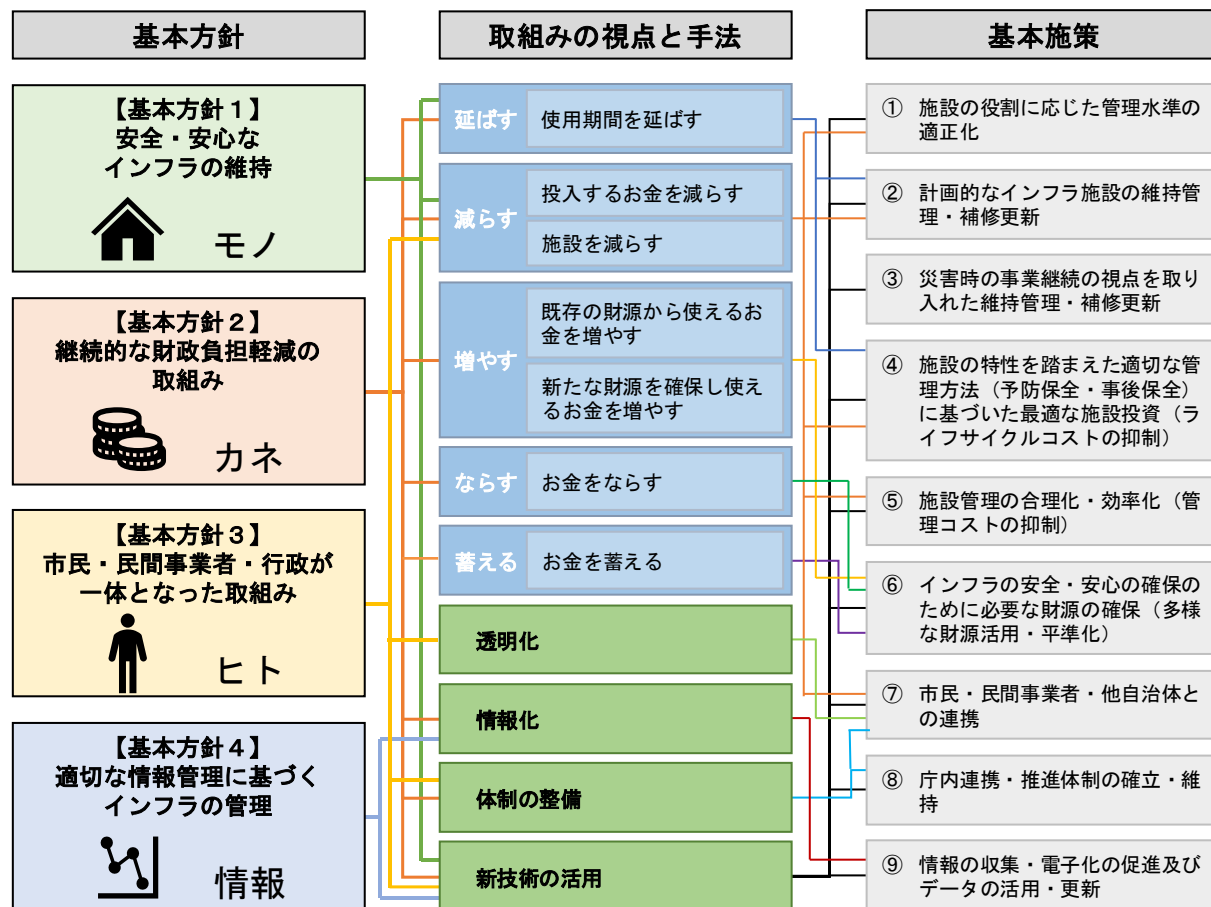 基本方針
取組みの視点と手法
基本施策
【基本方針１】
安全・安心な
インフラの維持
モノ
【基本方針２】
継続的な財政負担軽減の
取組み
カネ
【基本方針３】
市民・民間事業者・行政が
一体となった取組み
ヒト
【基本方針４】
適切な情報管理に基づく
インフラの管理
情報
延ばす
使用期間を延ばす
減らす
投入するお金を減らす
施設を減らす
増やす
既存の財源から使えるお
金を増やす
新たな財源を確保し使え
るお金を増やす
ならす
お金をならす
蓄える
お金を蓄える
透明化
情報化
体制の整備
新技術の活用
① 施設の役割に応じた管理水準の
適正化
② 計画的なインフラ施設の維持管
理・補修更新
③ 災害時の事業継続の視点を取り
入れた維持管理・補修更新
④ 施設の特性を踏まえた適切な管
理方法（予防保全・事後保全）
に基づいた最適な施設投資（ラ
イフサイクルコストの抑制）
⑤ 施設管理の合理化・効率化（管
理コストの抑制）
⑥ インフラの安全・安心の確保の
ために必要な財源の確保（多様
な財源活用・平準化）
⑦ 市民・民間事業者・他自治体と
の連携
⑧ 庁内連携・推進体制の確立・維
持
⑨ 情報の収集・電子化の促進及び
データの活用・更新